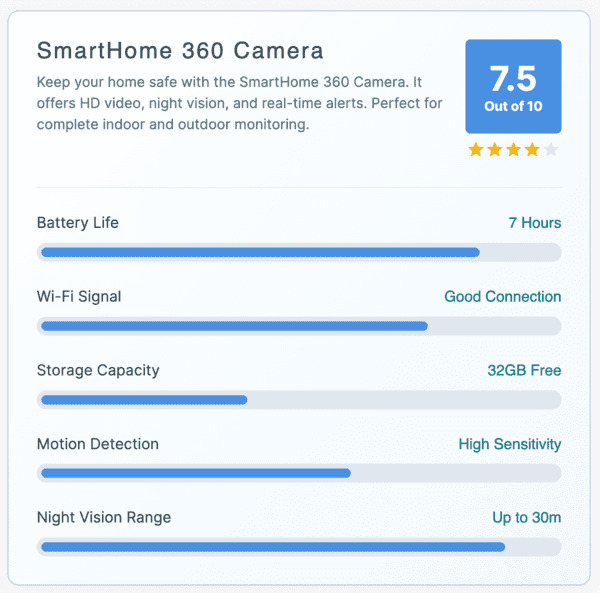 SmartHome 360 Camera
Keep your home safe with the SmartHome 360 Camera. It
offers HD video, night vision, and real-time alerts. Perfect for
complete indoor and outdoor monitoring.
7.5
Out of 10
Battery Life
7 Hours
Wi-Fi Signal
Good Connection
Storage Capacity
32GB Free
Motion Detection
High Sensitivity
Night Vision Range
Up to 30m